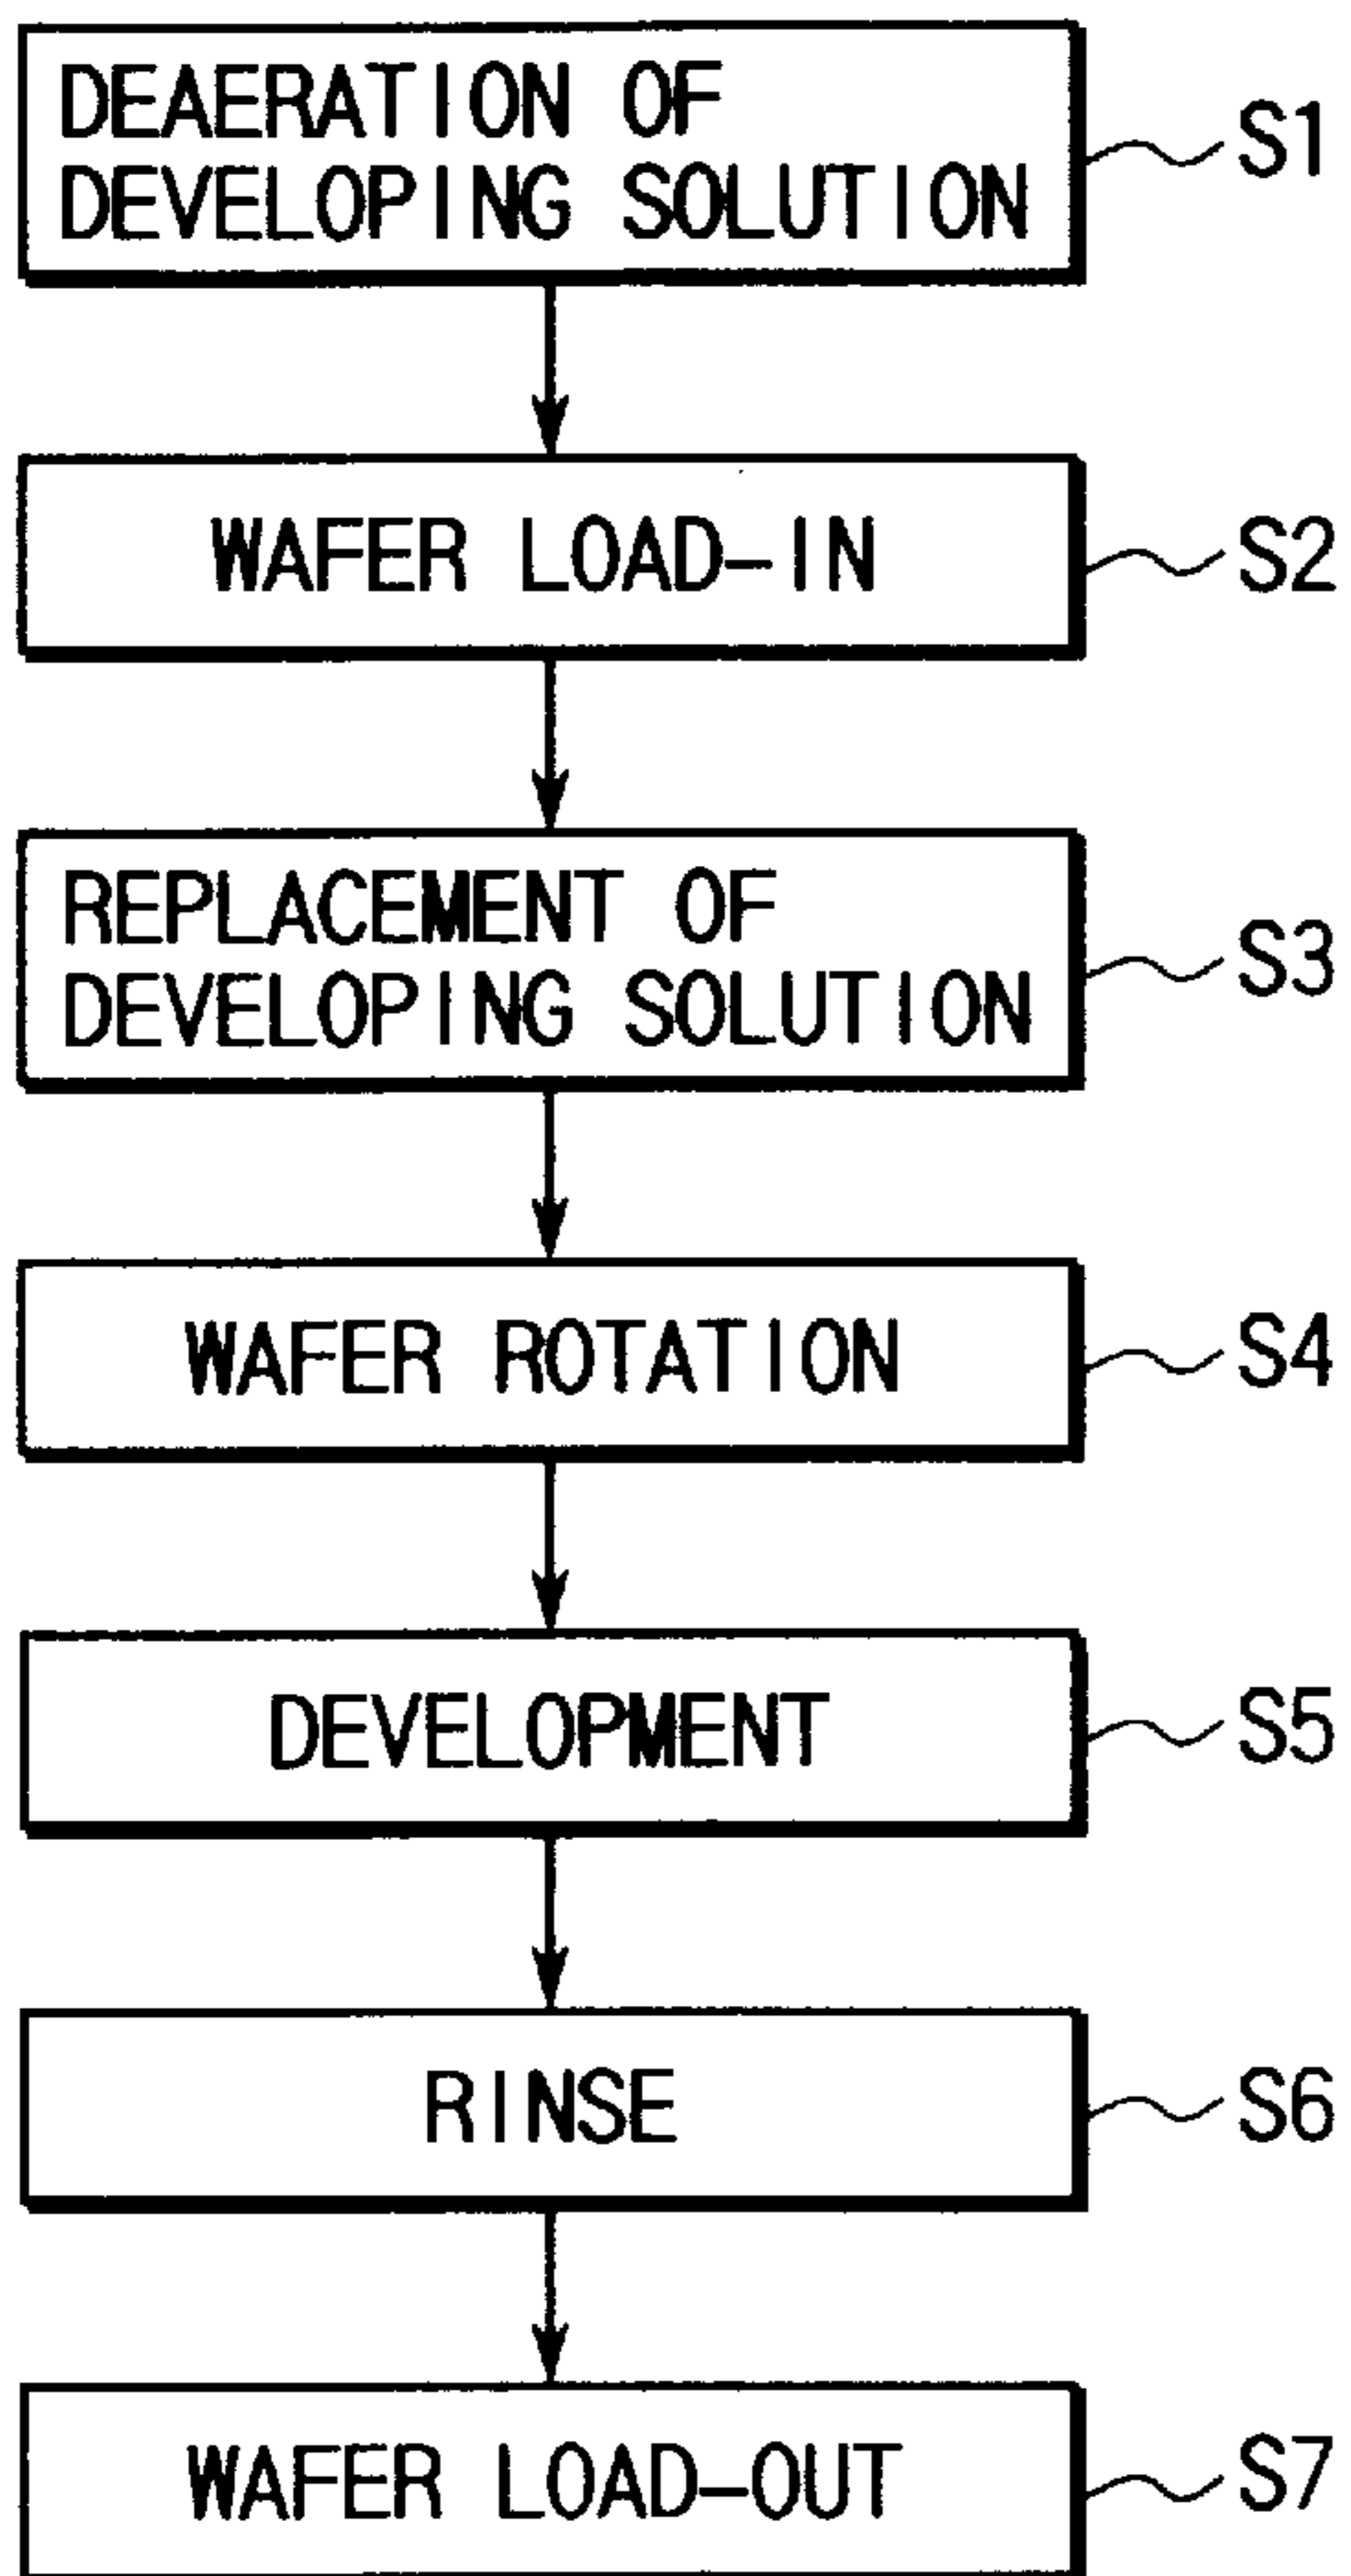 DEAERATION OF
DEVELOPING SOLUTION
S1
WAFER LOAD-IN
S2
REPLACEMENT OF
DEVELOPING SOLUTION
S3
WAFER ROTATION
S4
DEVELOPMENT
S5
RINSE
S6
WAFER LOAD-OUT
S7